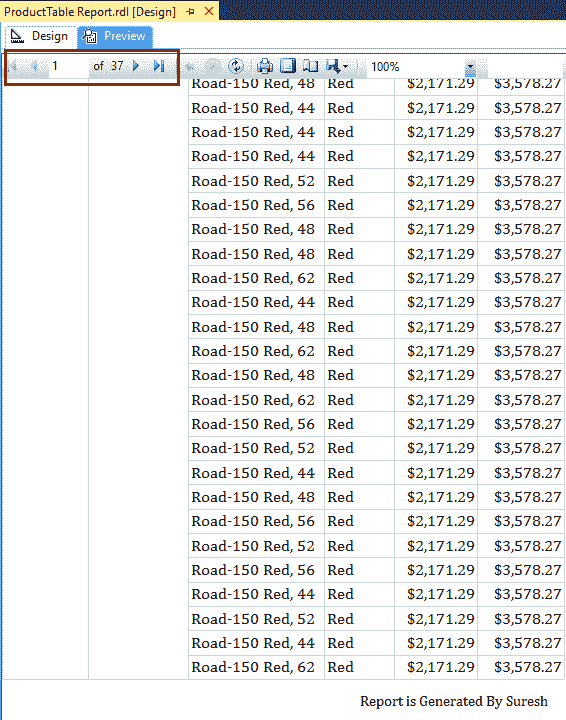 ProductTable Report.rdl [Design]
Design Preview
1 of 37 100%
Road-150 Red, 48 Red $2,171.29 $3,578.27
Road-150 Red, 44 Red $2,171.29 $3,578.27
Road-150 Red, 44 Red $2,171.29 $3,578.27
Road-150 Red, 44 Red $2,171.29 $3,578.27
Road-150 Red, 52 Red $2,171.29 $3,578.27
Road-150 Red, 56 Red $2,171.29 $3,578.27
Road-150 Red, 48 Red $2,171.29 $3,578.27
Road-150 Red, 48 Red $2,171.29 $3,578.27
Road-150 Red, 62 Red $2,171.29 $3,578.27
Road-150 Red, 44 Red $2,171.29 $3,578.27
Road-150 Red, 48 Red $2,171.29 $3,578.27
Road-150 Red, 62 Red $2,171.29 $3,578.27
Road-150 Red, 48 Red $2,171.29 $3,578.27
Road-150 Red, 62 Red $2,171.29 $3,578.27
Road-150 Red, 56 Red $2,171.29 $3,578.27
Road-150 Red, 52 Red $2,171.29 $3,578.27
Road-150 Red, 44 Red $2,171.29 $3,578.27
Road-150 Red, 48 Red $2,171.29 $3,578.27
Road-150 Red, 56 Red $2,171.29 $3,578.27
Road-150 Red, 52 Red $2,171.29 $3,578.27
Road-150 Red, 56 Red $2,171.29 $3,578.27
Road-150 Red, 44 Red $2,171.29 $3,578.27
Road-150 Red, 52 Red $2,171.29 $3,578.27
Road-150 Red, 44 Red $2,171.29 $3,578.27
Road-150 Red, 62 Red $2,171.29 $3,578.27
Report is Generated By Suresh